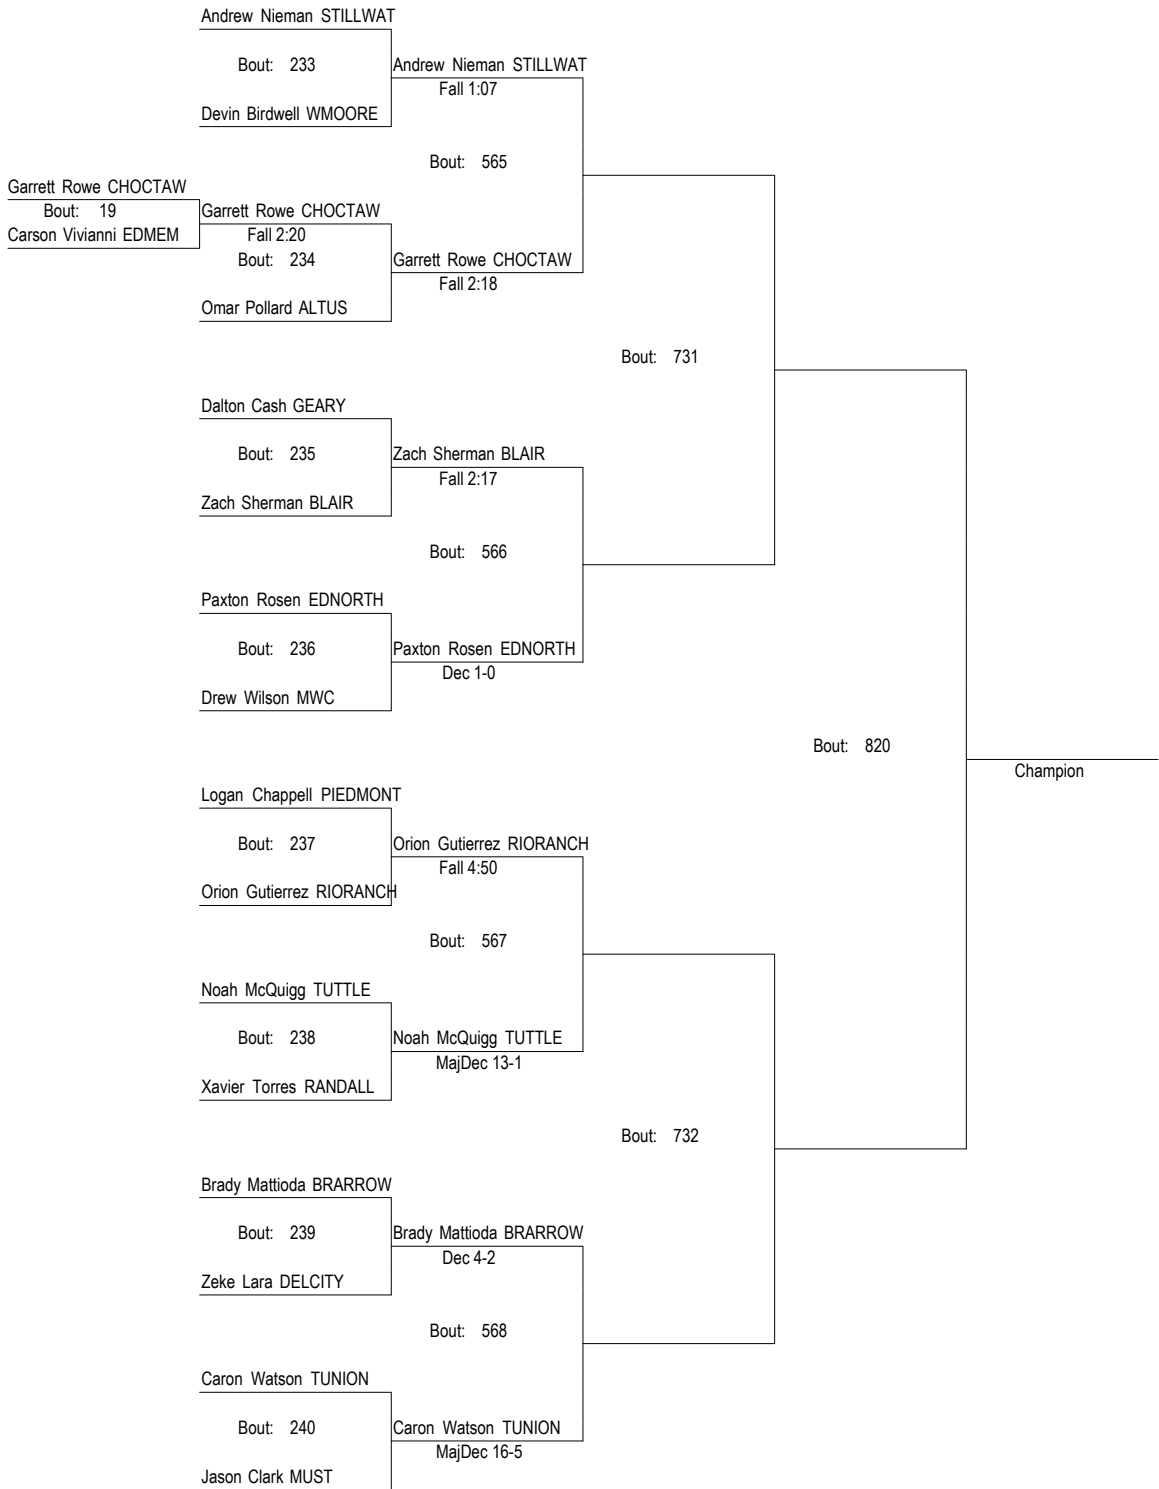 Andrew Nieman STILLWAT
Bout: 233
Andrew Nieman STILLWAT
Fall 1:07
Devin Birdwell WMOORE
Bout: 565
Garrett Rowe CHOCTAW
Bout: 19
Garrett Rowe CHOCTAW
Carson Vivianni EDMEM
Fall 2:20
Bout: 234
Garrett Rowe CHOCTAW
Fall 2:18
Omar Pollard ALTUS
Bout: 731
Dalton Cash GEARY
Bout: 235
Zach Sherman BLAIR
Fall 2:17
Zach Sherman BLAIR
Bout: 566
Paxton Rosen EDNORTH
Bout: 236
Paxton Rosen EDNORTH
Dec 1-0
Drew Wilson MWC
Bout: 820
Champion
Logan Chappell PIEDMONT
Bout: 237
Orion Gutierrez RIORANCH
Fall 4:50
Orion Gutierrez RIORANCH
Bout: 567
Noah McQuigg TUTTLE
Bout: 238
Noah McQuigg TUTTLE
MajDec 13-1
Xavier Torres RANDALL
Bout: 732
Brady Mattioda BRARROW
Bout: 239
Brady Mattioda BRARROW
Dec 4-2
Zeke Lara DELCITY
Bout: 568
Caron Watson TUNION
Bout: 240
Caron Watson TUNION
MajDec 16-5
Jason Clark MUST